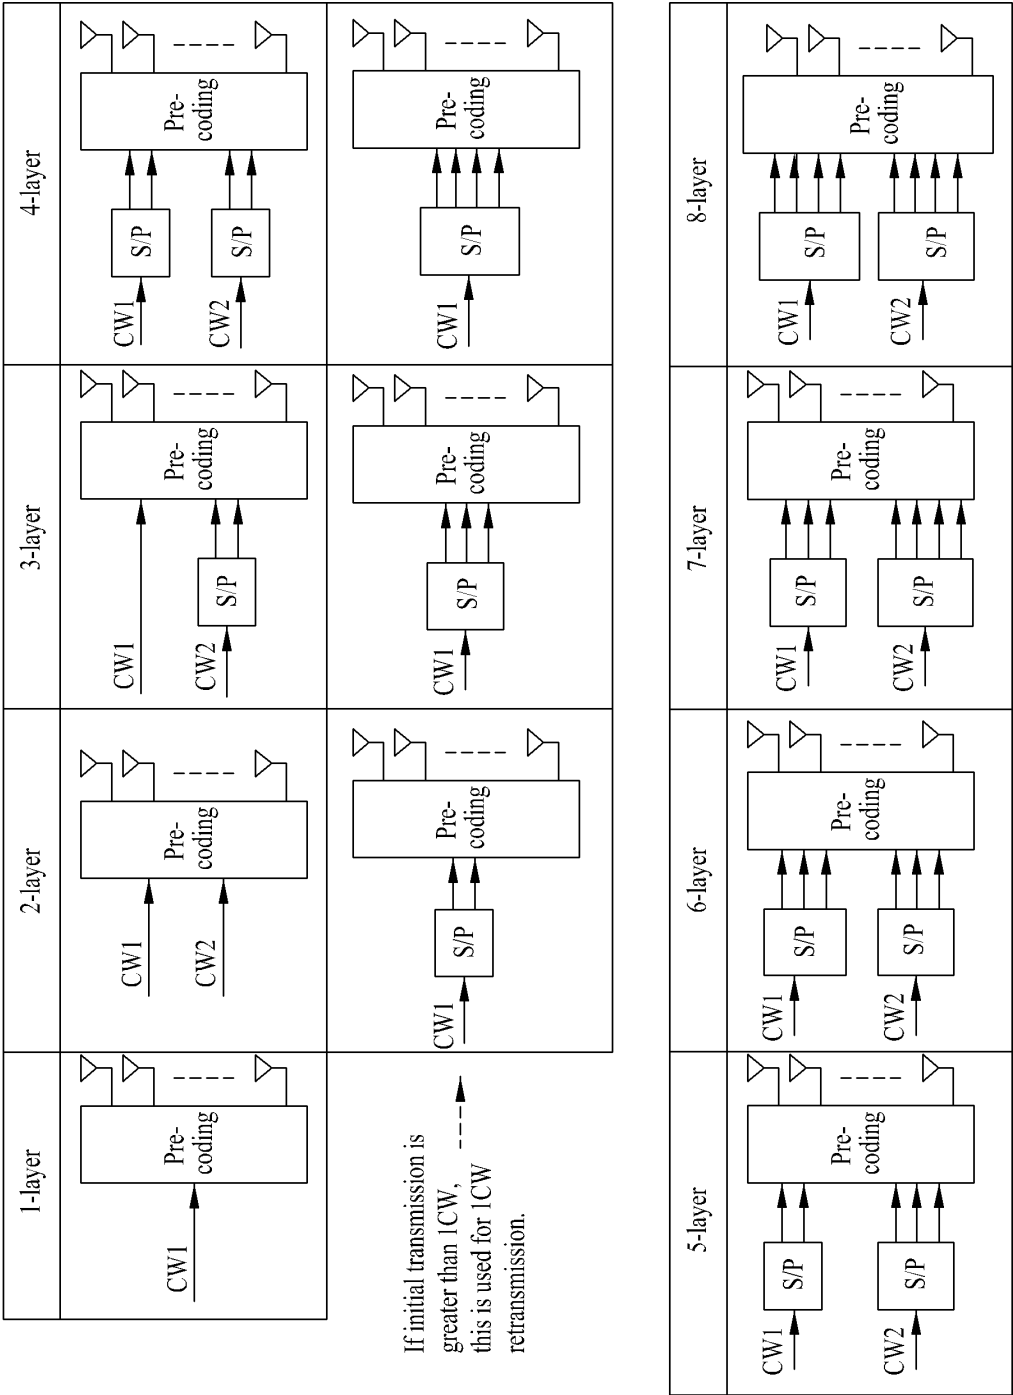 1-layer
2-layer
3-layer
4-layer
CW1
Pre-
coding
CW1
CW2
Pre-
coding
CW1
CW2
S/P
Pre-
coding
CW1
S/P
CW2
S/P
Pre-
coding
If initial transmission is
greater than 1CW,
this is used for 1CW
retransmission.
CW1
S/P
Pre-
coding
CW1
S/P
Pre-
coding
CW1
S/P
Pre-
coding
5-layer
6-layer
7-layer
8-layer
CW1
S/P
CW2
S/P
Pre-
coding
CW1
S/P
CW2
S/P
Pre-
coding
CW1
S/P
CW2
S/P
Pre-
coding
CW1
S/P
CW2
S/P
Pre-
coding